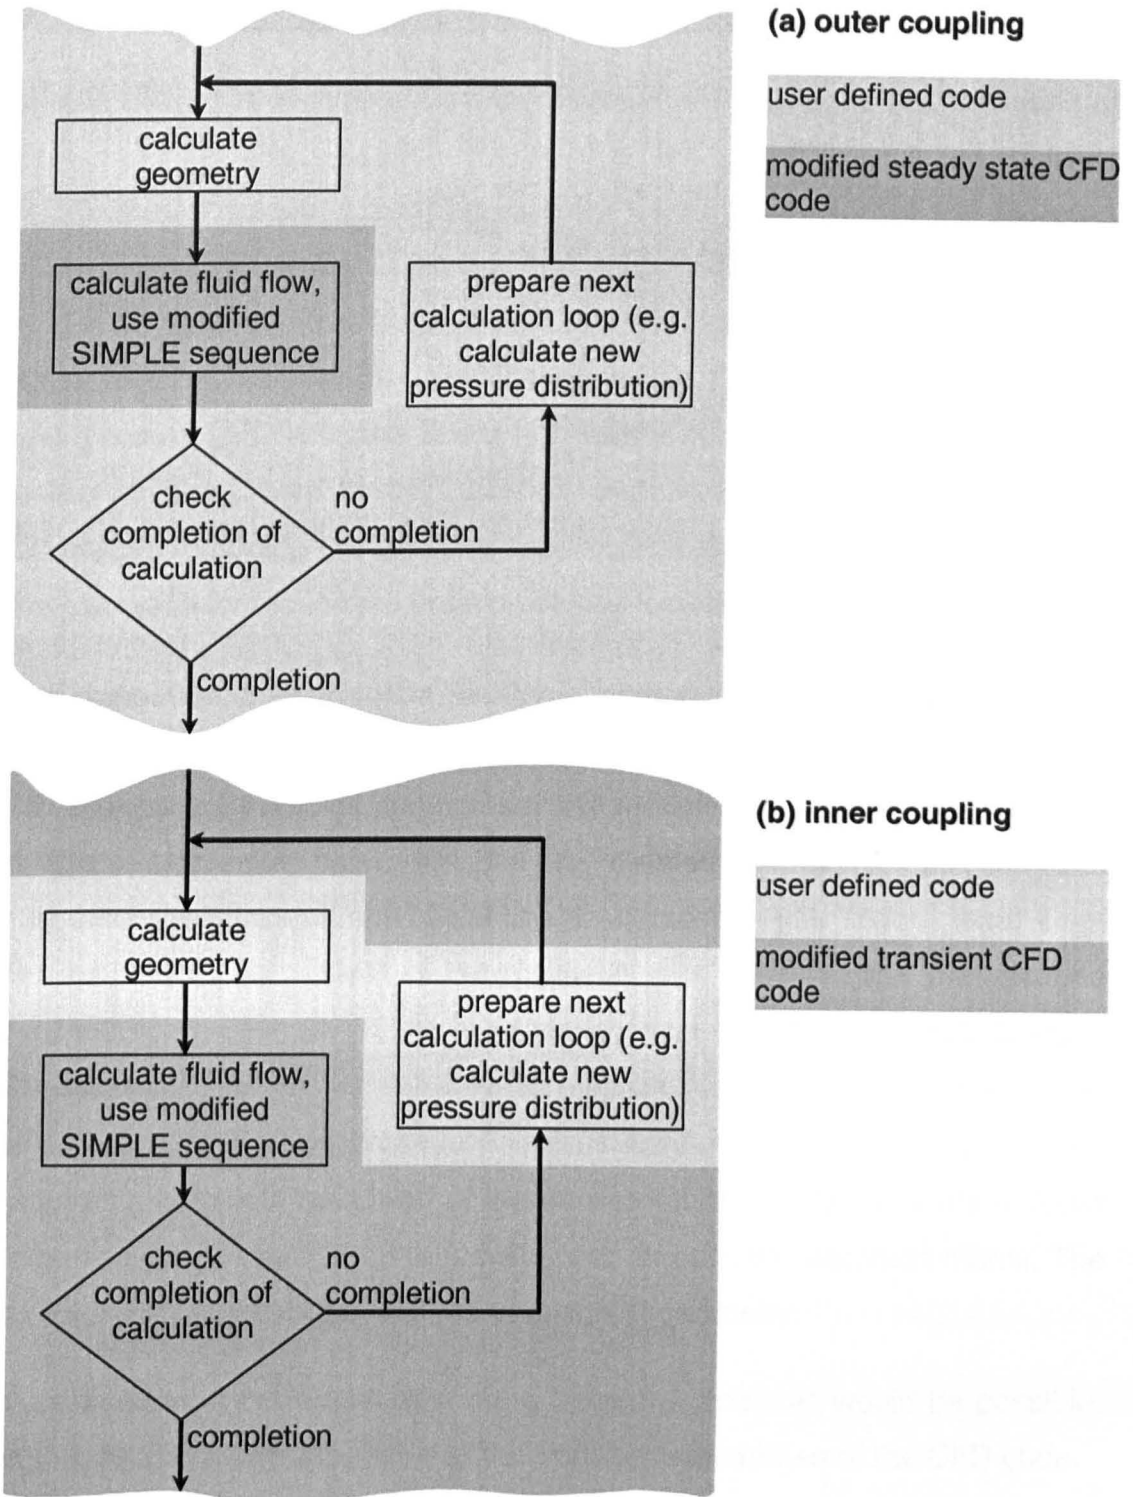 (a) outer coupling
user defined code
modified steady state CFD
code
calculate
geometry
calculate fluid flow,
use modified
SIMPLE sequence
prepare next
calculation loop (e.g.
calculate new
pressure distribution)
check
completion of
calculation
no
completion
completion
(b) inner coupling
user defined code
modified transient CFD
code
calculate
geometry
calculate fluid flow,
use modified
SIMPLE sequence
prepare next
calculation loop (e.g.
calculate new
pressure distribution)
check
completion of
calculation
no
completion
completion